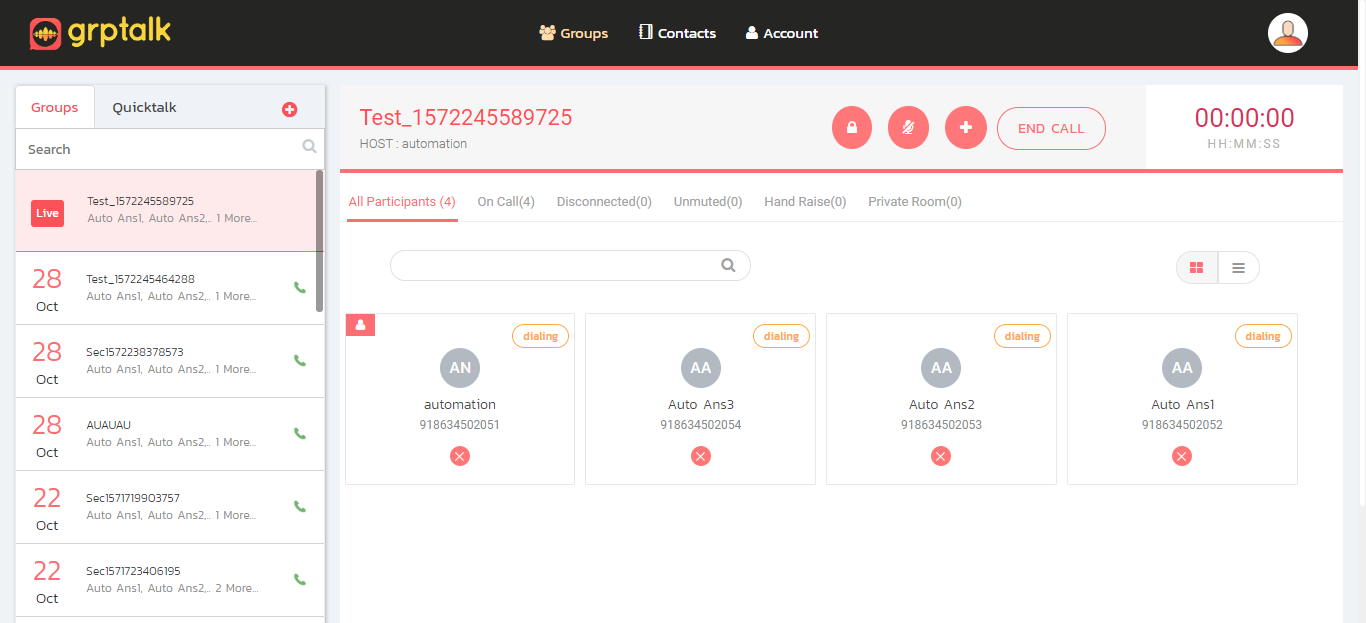 grptalk
Groups
Contacts
Account
Groups
Quicktalk
Search
Live
Test_1572245589725
Auto Ans1, Auto Ans2,.. 1 More...
28
Oct
Test_1572245464288
Auto Ans1, Auto Ans2,.. 1 More...
28
Oct
Sec1572238378573
Auto Ans1, Auto Ans2,.. 1 More...
28
Oct
AUAUAU
Auto Ans1, Auto Ans2,.. 1 More...
22
Oct
Sec1571719903757
Auto Ans1, Auto Ans2,.. 1 More...
22
Oct
Sec1571723406195
Auto Ans1, Auto Ans2,.. 2 More...
Test_1572245589725
HOST : automation
END CALL
00:00:00
HH:MM:SS
All Participants (4)
On Call(4)
Disconnected(0)
Unmuted(0)
Hand Raise(0)
Private Room(0)
dialing
AN
automation
918634502051
dialing
AA
Auto Ans3
918634502054
dialing
AA
Auto Ans2
918634502053
dialing
AA
Auto Ans1
918634502052